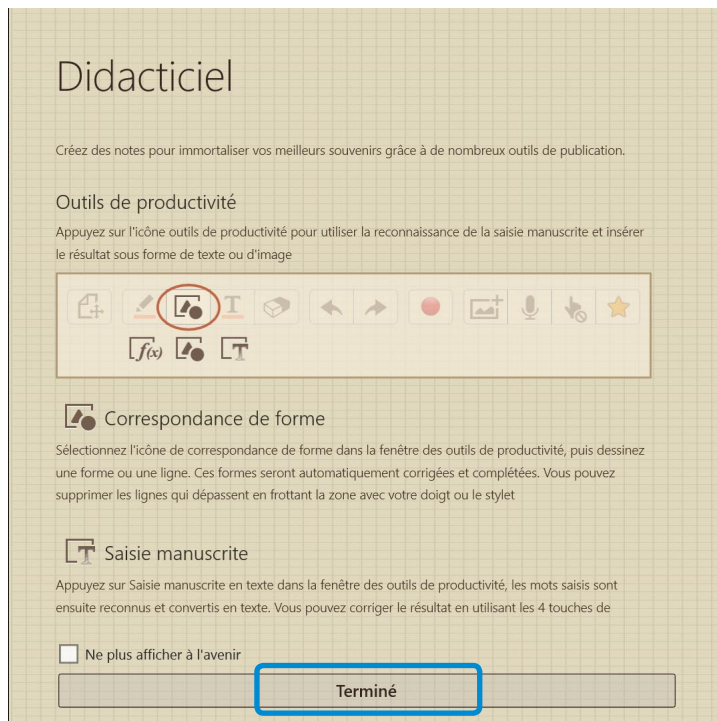 Didacticiel
Créez des notes pour immortaliser vos meilleurs souvenirs grâce à de nombreux outils de publication.
Outils de productivité
Appuyez sur l'icône outils de productivité pour utiliser la reconnaissance de la saisie manuscrite et insérer
le résultat sous forme de texte ou d'image
T
f(x) T
Correspondance de forme
Sélectionnez l'icône de correspondance de forme dans la fenêtre des outils de productivité, puis dessinez
une forme ou une ligne. Ces formes seront automatiquement corrigées et complétées. Vous pouvez
supprimer les lignes qui dépassent en frottant la zone avec votre doigt ou le stylet
T Saisie manuscrite
Appuyez sur Saisie manuscrite en texte dans la fenêtre des outils de productivité, les mots saisis sont
ensuite reconnus et convertis en texte. Vous pouvez corriger le résultat en utilisant les 4 touches de
Ne plus afficher à l'avenir
Terminé